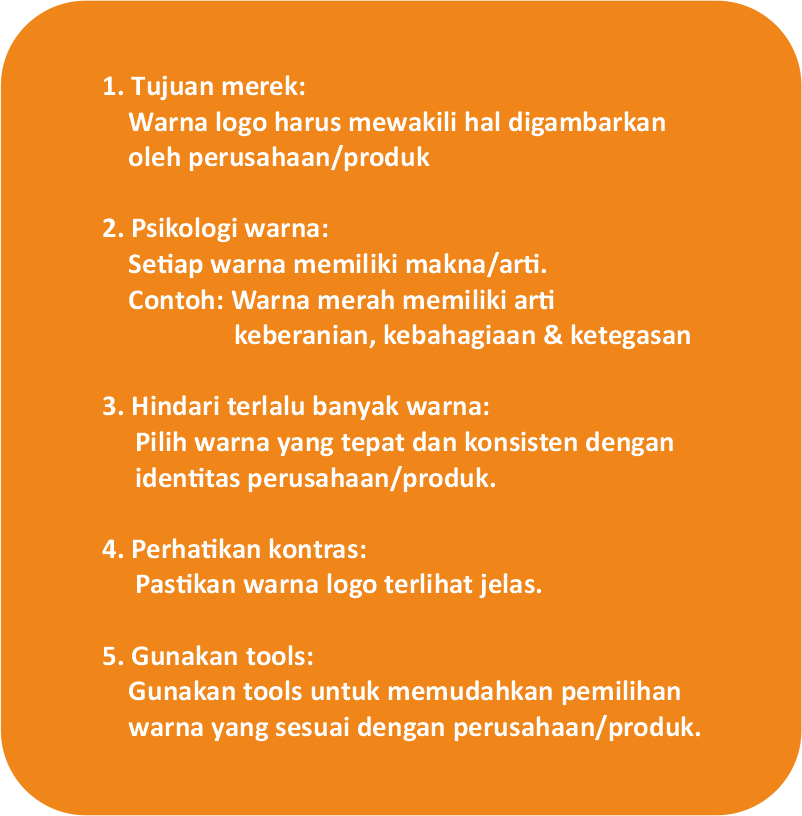 1. Tujuan merek:
Warna logo harus mewakili hal digambarkan
oleh perusahaan/produk
2. Psikologi warna:
Setiap warna memiliki makna/arti.
Contoh: Warna merah memiliki arti
keberanian, kebahagiaan & ketegasan
3. Hindari terlalu banyak warna:
Pilih warna yang tepat dan konsisten dengan
identitas perusahaan/produk.
4. Perhatikan kontras:
Pastikan warna logo terlihat jelas.
5. Gunakan tools:
Gunakan tools untuk memudahkan pemilihan
warna yang sesuai dengan perusahaan/produk.